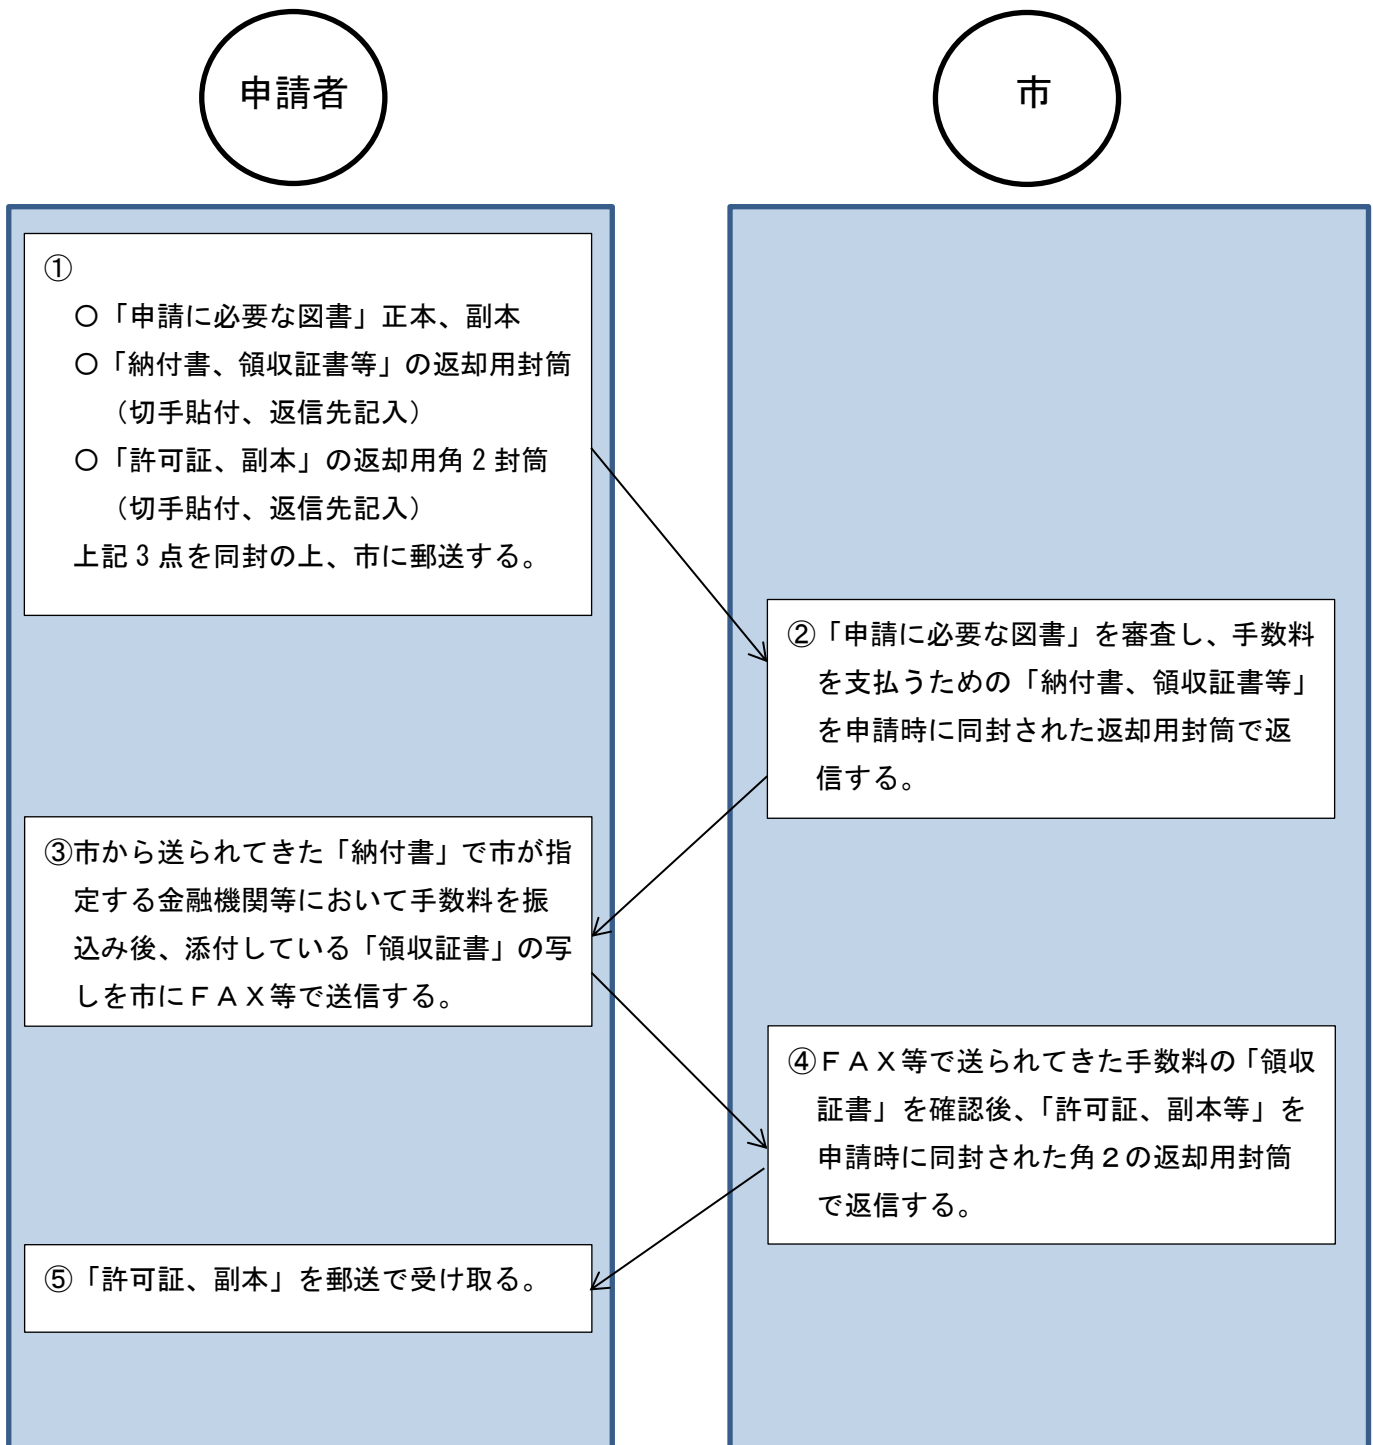 申請者
市
①
〇「申請に必要な図書」正本、副本
〇「納付書、領収証書等」の返却用封筒
（切手貼付、返信先記入）
〇「許可証、副本」の返却用角2封筒
（切手貼付、返信先記入）
上記3点を同封の上、市に郵送する。
②「申請に必要な図書」を審査し、手数料
を支払うための「納付書、領収証書等」
を申請時に同封された返却用封筒で返
信する。
③市から送られてきた「納付書」で市が指
定する金融機関等において手数料を振
込み後、添付している「領収証書」の写
しを市にＦＡＸ等で送信する。
④ＦＡＸ等で送られてきた手数料の「領収
証書」を確認後、「許可証、副本等」を
申請時に同封された角２の返却用封筒
で返信する。
⑤「許可証、副本」を郵送で受け取る。